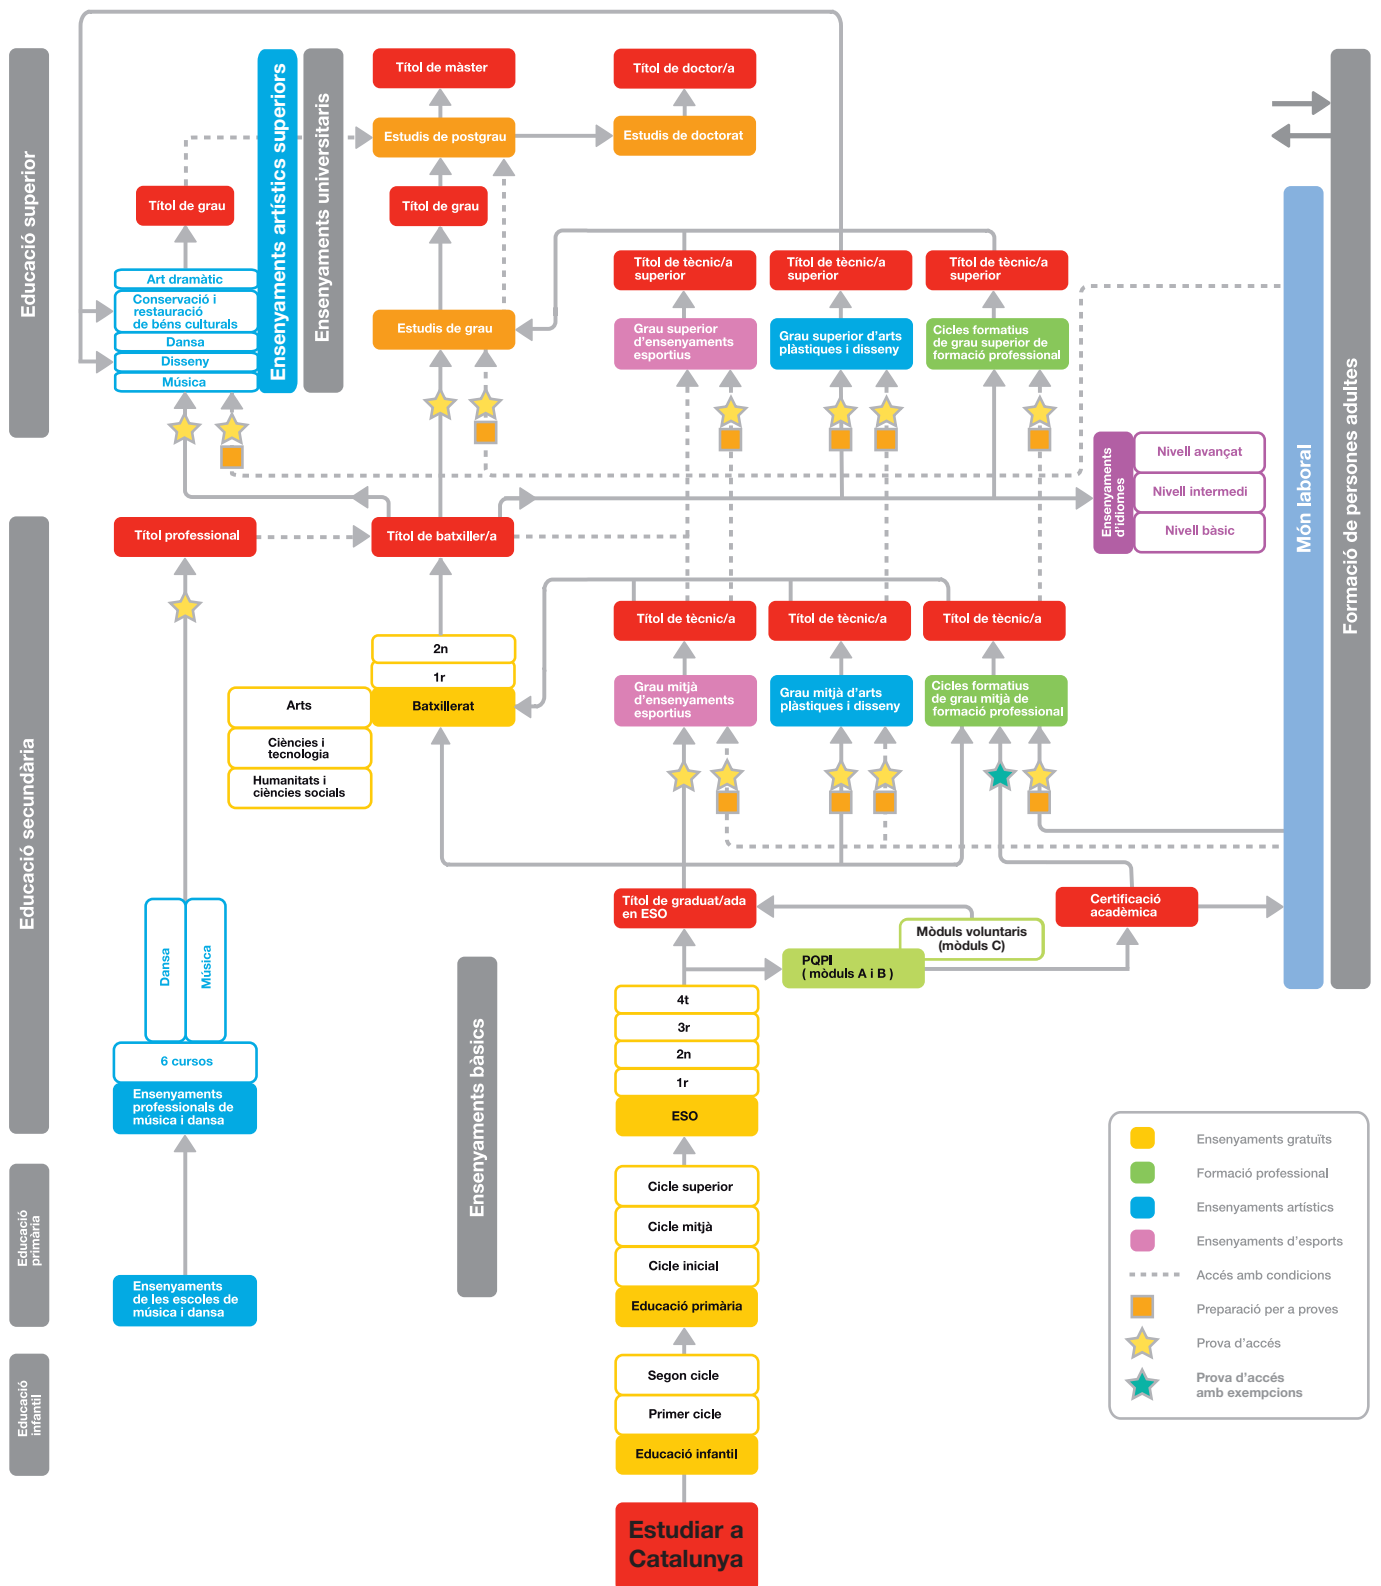 Educació superior
Ensenyaments artístics superiors
Ensenyaments universitaris
Títol de màster
Títol de doctor/a
Estudis de postgrau
Estudis de doctorat
Títol de grau
Títol de grau
Art dramàtic
Conservació i
restauració
de béns culturals
Dansa
Disseny
Música
Estudis de grau
Títol de tècnic/a
superior
Títol de tècnic/a
superior
Títol de tècnic/a
superior
Grau superior
d'ensenyaments
esportius
Grau superior d'arts
plàstiques i disseny
Cicles formatius
de grau superior de
formació professional
Ensenyaments
d'idiomes
Nivell avançat
Nivell intermedi
Nivell bàsic
Món laboral
Formació de persones adultes
Educació secundària
Títol professional
Títol de batxiller/a
Títol de tècnic/a
Títol de tècnic/a
Títol de tècnic/a
2n
1r
Batxillerat
Arts
Ciències i
tecnologia
Humanitats i
ciències socials
Grau mitjà
d'ensenyaments
esportius
Grau mitjà d'arts
plàstiques i disseny
Cicles formatius
de grau mitjà de
formació professional
Títol de graduat/ada
en ESO
Certificació
acadèmica
Mòduls voluntaris
(mòduls C)
PQPI
( mòduls A i B )
Dansa
Música
6 cursos
Ensenyaments
professionals de
música i dansa
Ensenyaments bàsics
4t
3r
2n
1r
ESO
Educació
primària
Cicle superior
Cicle mitjà
Cicle inicial
Educació primària
Ensenyaments
de les escoles de
música i dansa
Educació
infantil
Segon cicle
Primer cicle
Educació infantil
Estudiar a
Catalunya
Ensenyaments gratuïts
Formació professional
Ensenyaments artístics
Ensenyaments d'esports
Accés amb condicions
Preparació per a proves
Prova d'accés
Prova d'accés
amb exempcions